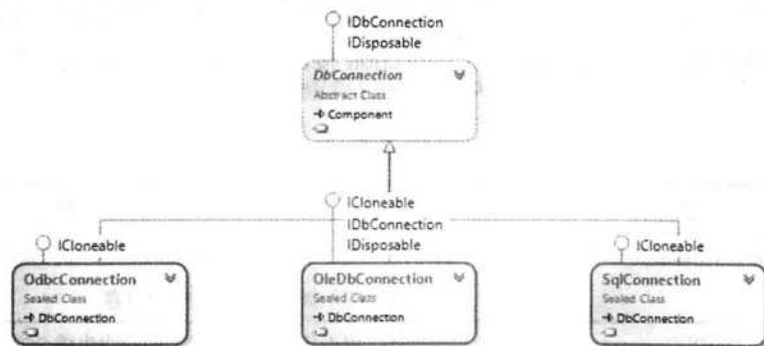 IDbConnection
IDisposable
DbConnection
Abstract Class
Component
ICloneable
ICloneable
IDbConnection
IDisposable
ICloneable
OdbcConnection
Sealed Class
DbConnection
OleDbConnection
Sealed Class
DbConnection
SqlConnection
Sealed Class
DbConnection